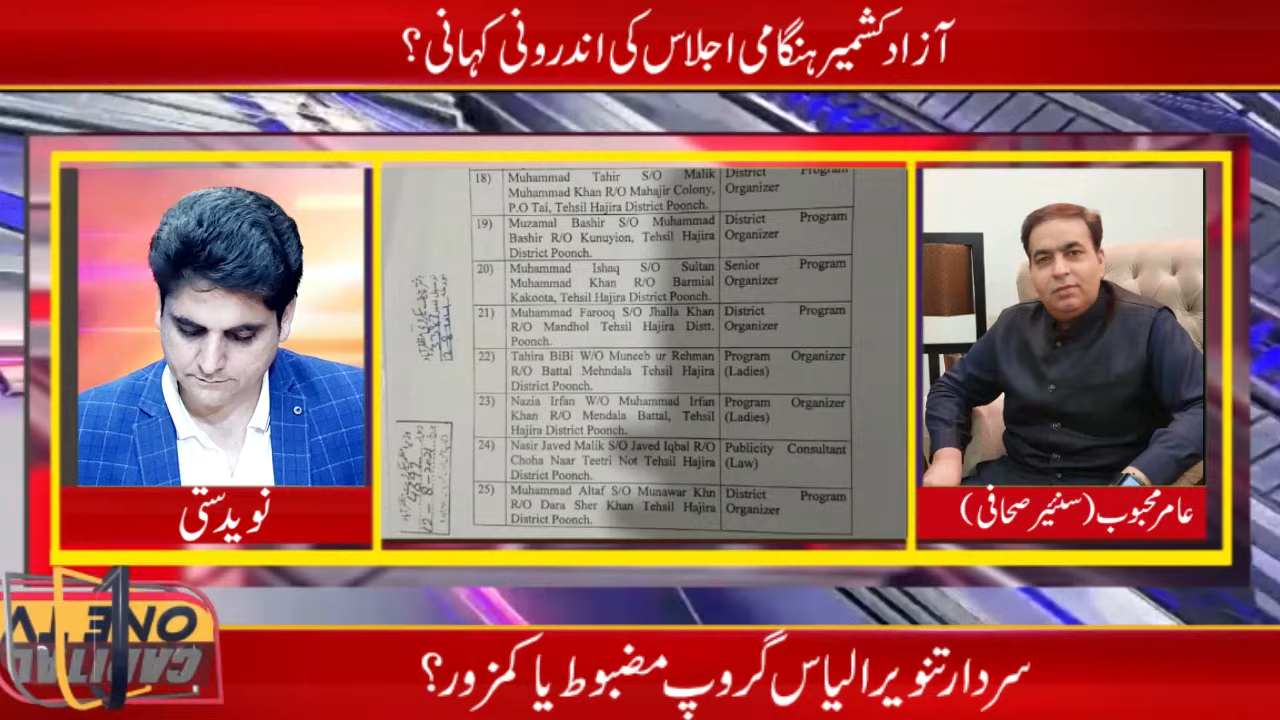 آزاد کشمیر ہنگامی اجلاس کی اندرونی کہانی؟
18) Muhammad Tahir S/O Malik
Muhammad Khan R/O Mahajir Colony,
P.O Tai, Tehsil Hajira District Poonch.
District Program
Organizer
19) Muzamal Bashir S/O Muhammad
Bashir R/O Kunuyion, Tehsil Hajira
District Poonch.
District Program
Organizer
20) Muhammad Ishaq S/O Sultan
Muhammad Khan R/O Barmial
Kakoota, Tehsil Hajira District Poonch.
Senior Program
Organizer
21) Muhammad Farooq S/O Jhalla Khan
R/O Mandhol Tehsil Hajira Distt.
Poonch.
District Program
Organizer
22) Tahira BiBi W/O Muneeb ur Rehman
R/O Battal Mehndala Tehsil Hajira
District Poonch.
Program Organizer
(Ladies)
23) Nazia Irfan W/O Muhammad Irfan
Khan R/O Mendala Battal, Tehsil
Hajira District Poonch.
Program Organizer
(Ladies)
24) Nasir Javed Malik S/O Javed Iqbal R/O
Choha Naar Teetri Not Tehsil Hajira
District Poonch.
Publicity Consultant
(Law)
25) Muhammad Altaf S/O Munawar Khn
R/O Dara Sher Khan Tehsil Hajira
District Poonch.
District Program
Organizer
نوید ستی
عامر محبوب (سنئیر صحافی)
ONE TV
CAPITAL
سردار تنویر الیاس گروپ مضبوط یا کمزور؟